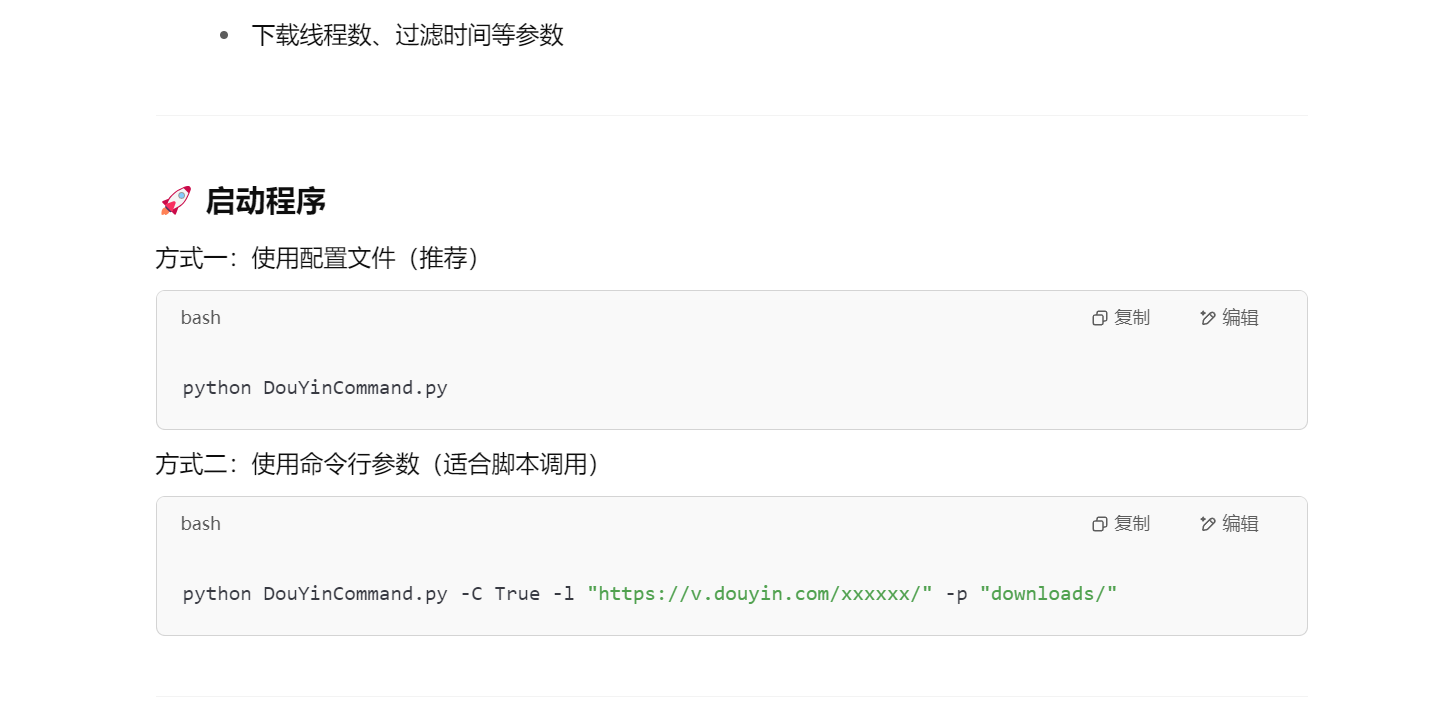 下载线程数、过滤时间等参数
🚀 启动程序
方式一：使用配置文件（推荐）
bash
复制
编辑
python DouYinCommand.py
方式二：使用命令行参数（适合脚本调用）
bash
复制
编辑
python DouYinCommand.py -C True -l "https://v.douyin.com/xxxxxx/" -p "downloads/"